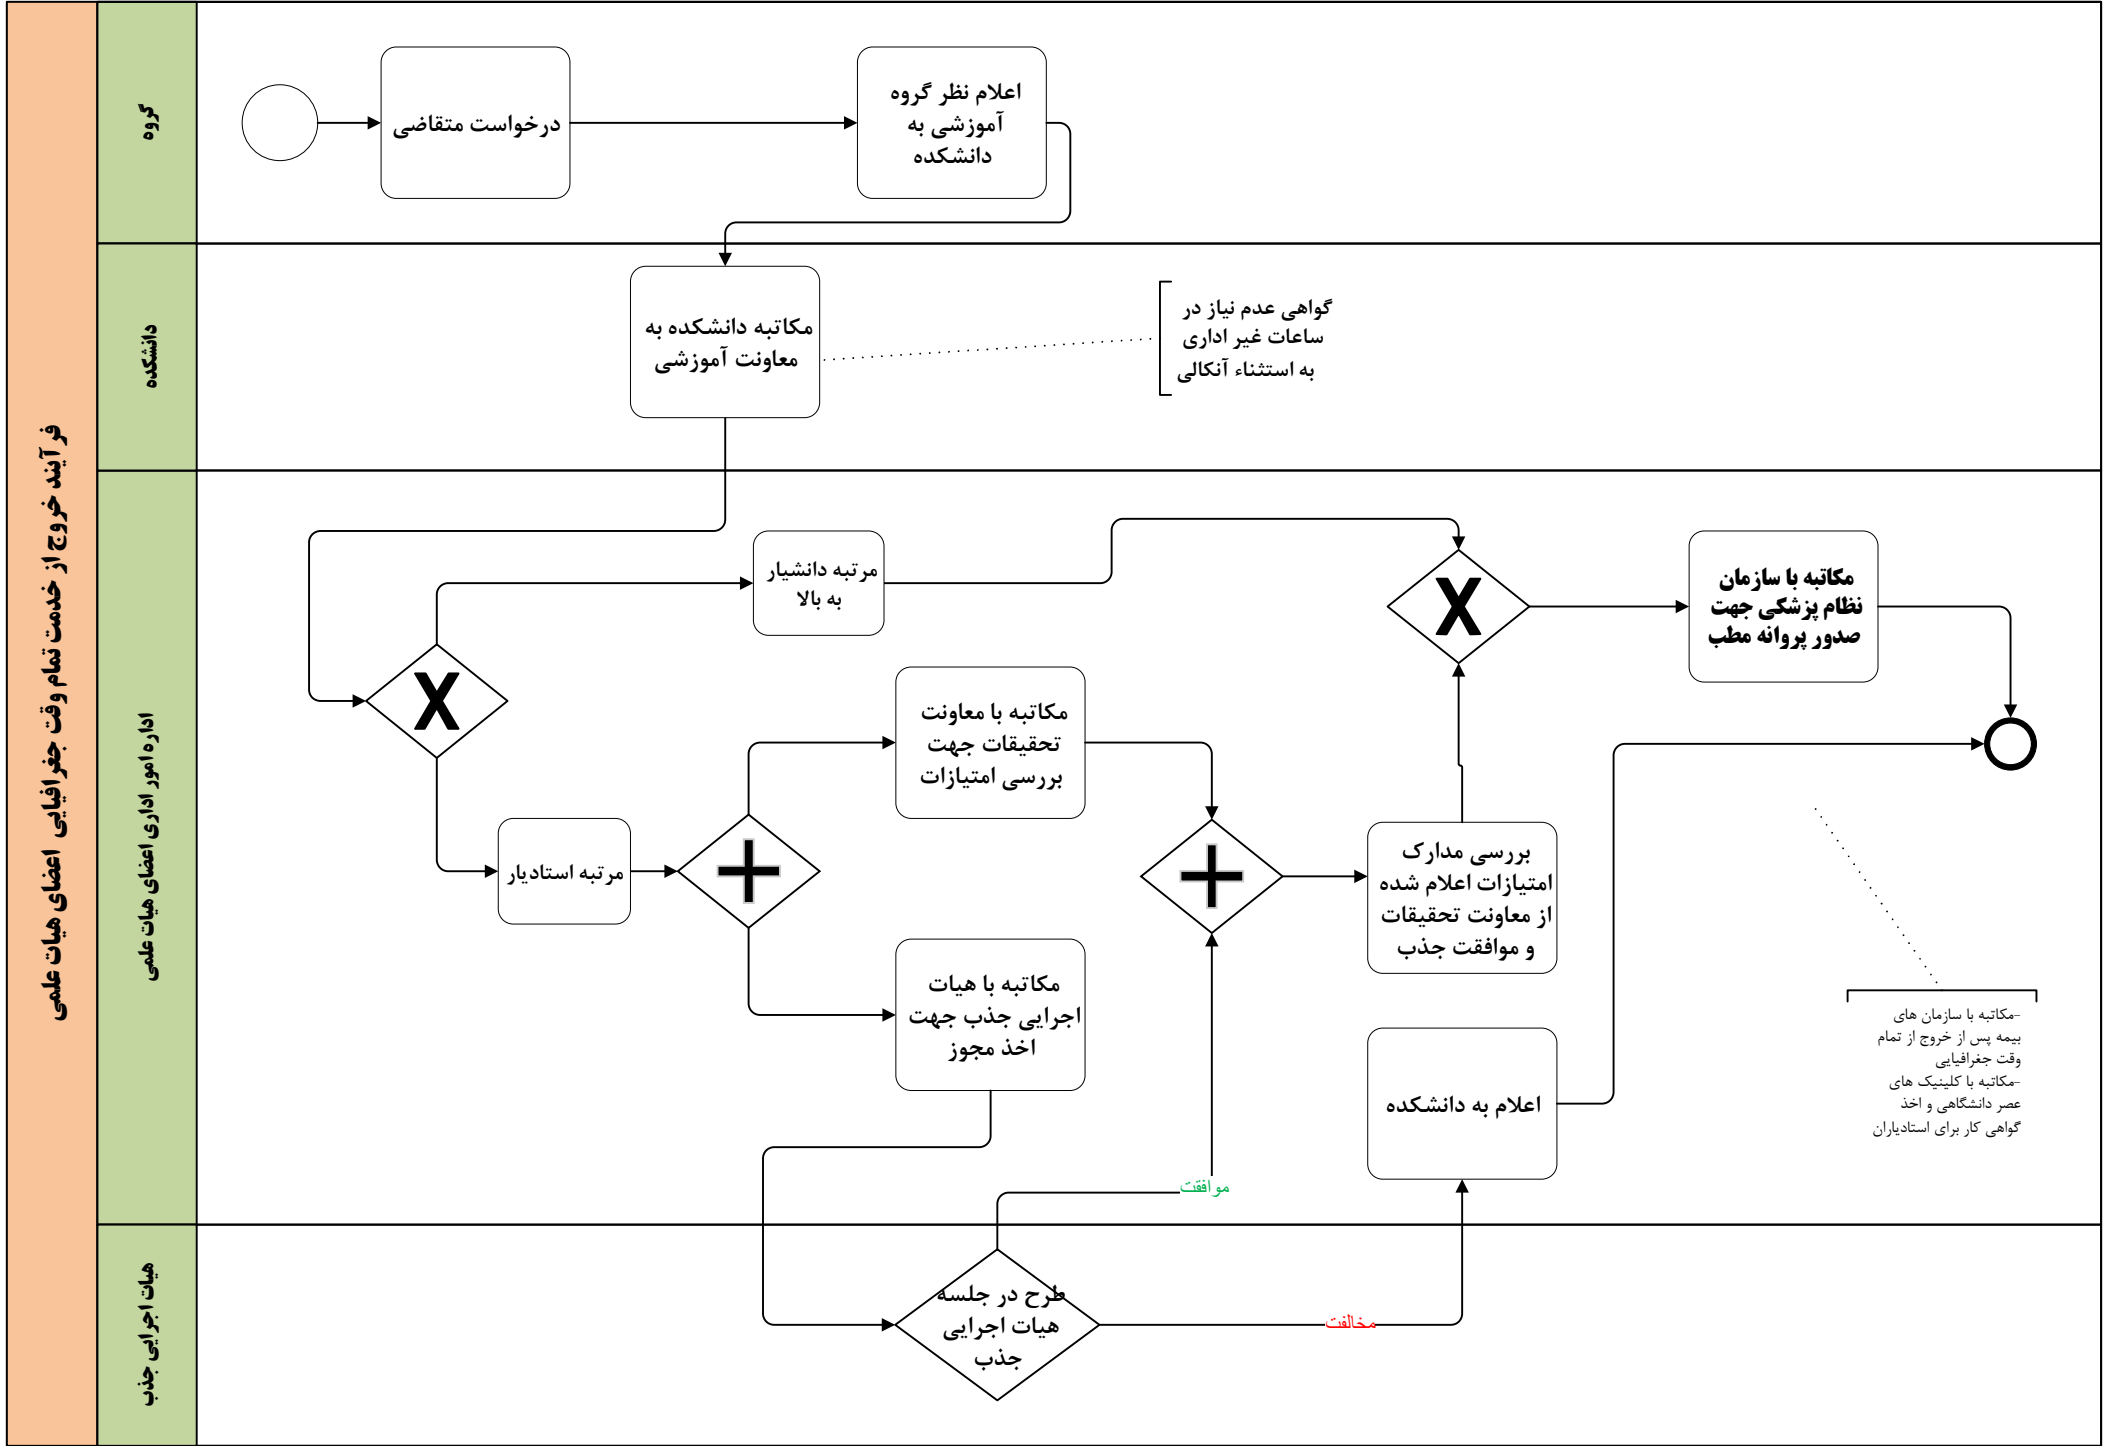 فرآیند خروج از خدمت تمام وقت جغرافیایی اعضای هیات علمی
گروه
درخواست متقاضی
اعلام نظر گروه
آموزشی به
دانشکده
دانشکده
مکاتبه دانشکده به
معاونت آموزشی
گواهی عدم نیاز در
ساعات غیر اداری
به استثناء آنکالی
اداره امور اداری اعضای هیات علمی
X
مرتبه دانشیار
به بالا
مرتبه استادیار
مکاتبه با معاونت
تحقیقات جهت
بررسی امتیازات
مکاتبه با هیات
اجرایی جذب جهت
اخذ مجوز
بررسی مدارک
امتیازات اعلام شده
از معاونت تحقیقات
و موافقت جذب
X
مکاتبه با سازمان
نظام پزشکی جهت
صدور پروانه مطب
اعلام به دانشکده
-مکاتبه با سازمان های
بیمه پس از خروج از تمام
وقت جغرافیایی
-مکاتبه با کلینیک های
عصر دانشگاهی و اخذ
گواهی کار برای استادیاران
موافقت
هیات اجرایی جذب
طرح در جلسه
هیات اجرایی
جذب
مخالفت